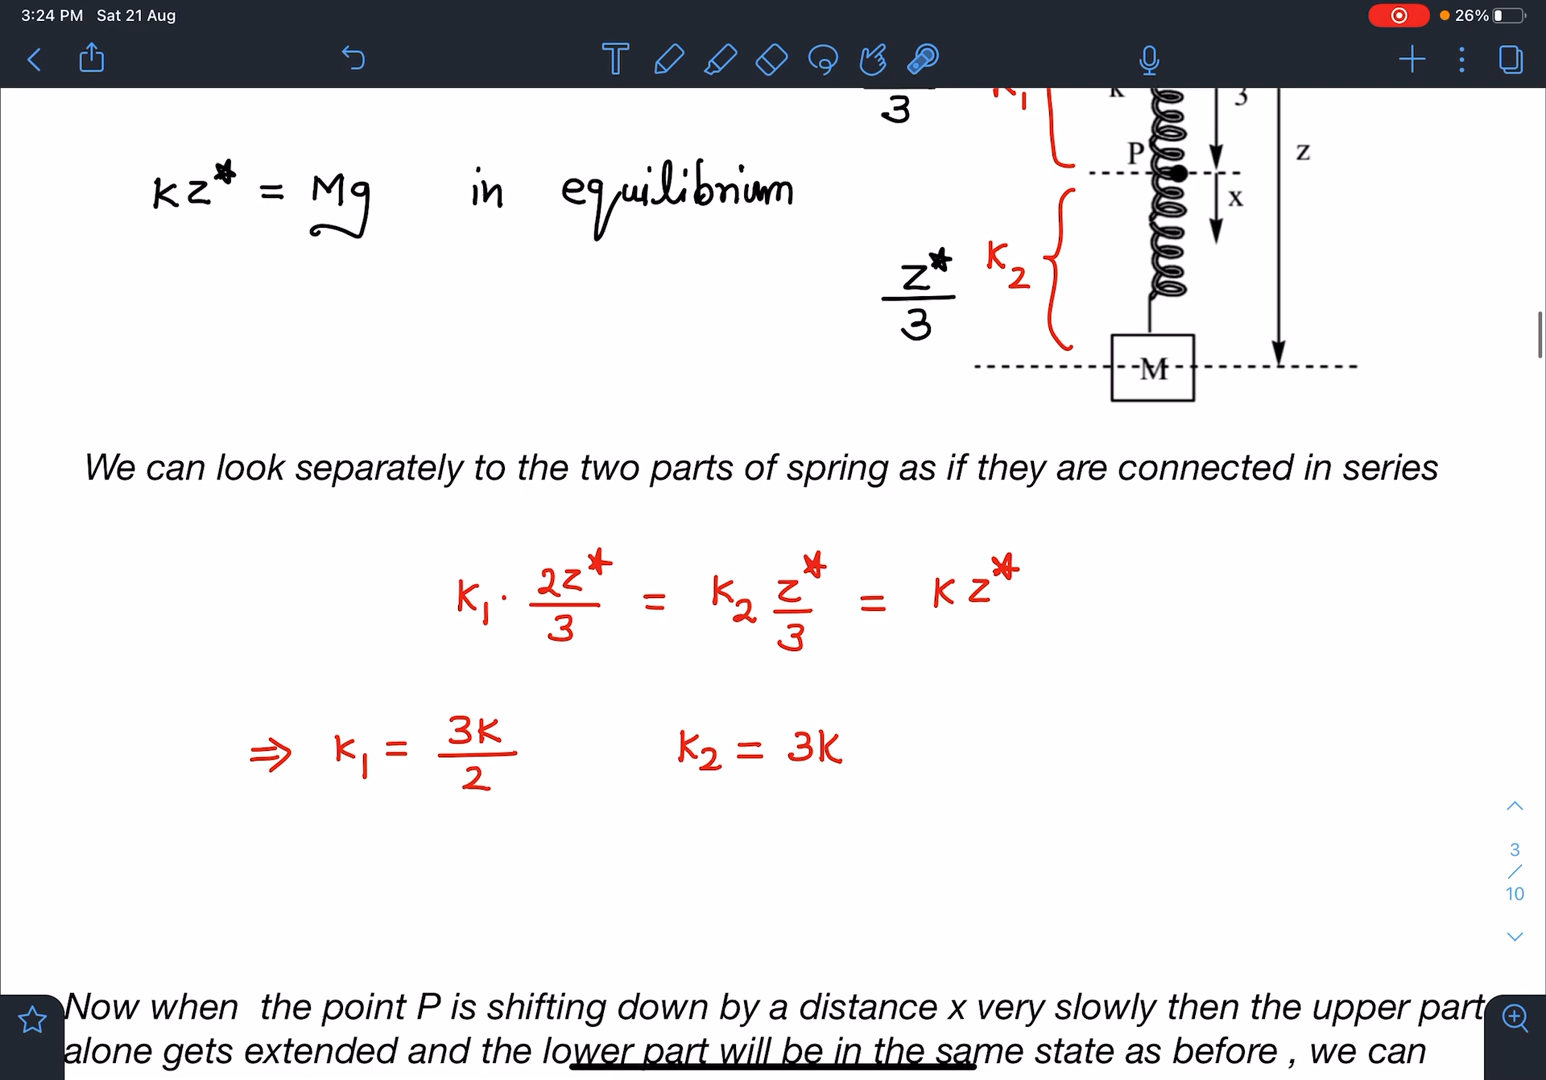 3:24 PM Sat 21 Aug
26%
T
3
K₁
K
3
P
z
x
Kz* = Mg in equilibrium
z*/3
K₂
M
We can look separately to the two parts of spring as if they are connected in series
K₁ · 2z*/3 = K₂ z*/3 = Kz*
⇒ K₁ = 3K/2 K₂ = 3K
3
/
10
Now when the point P is shifting down by a distance x very slowly then the upper part
alone gets extended and the lower part will be in the same state as before , we can